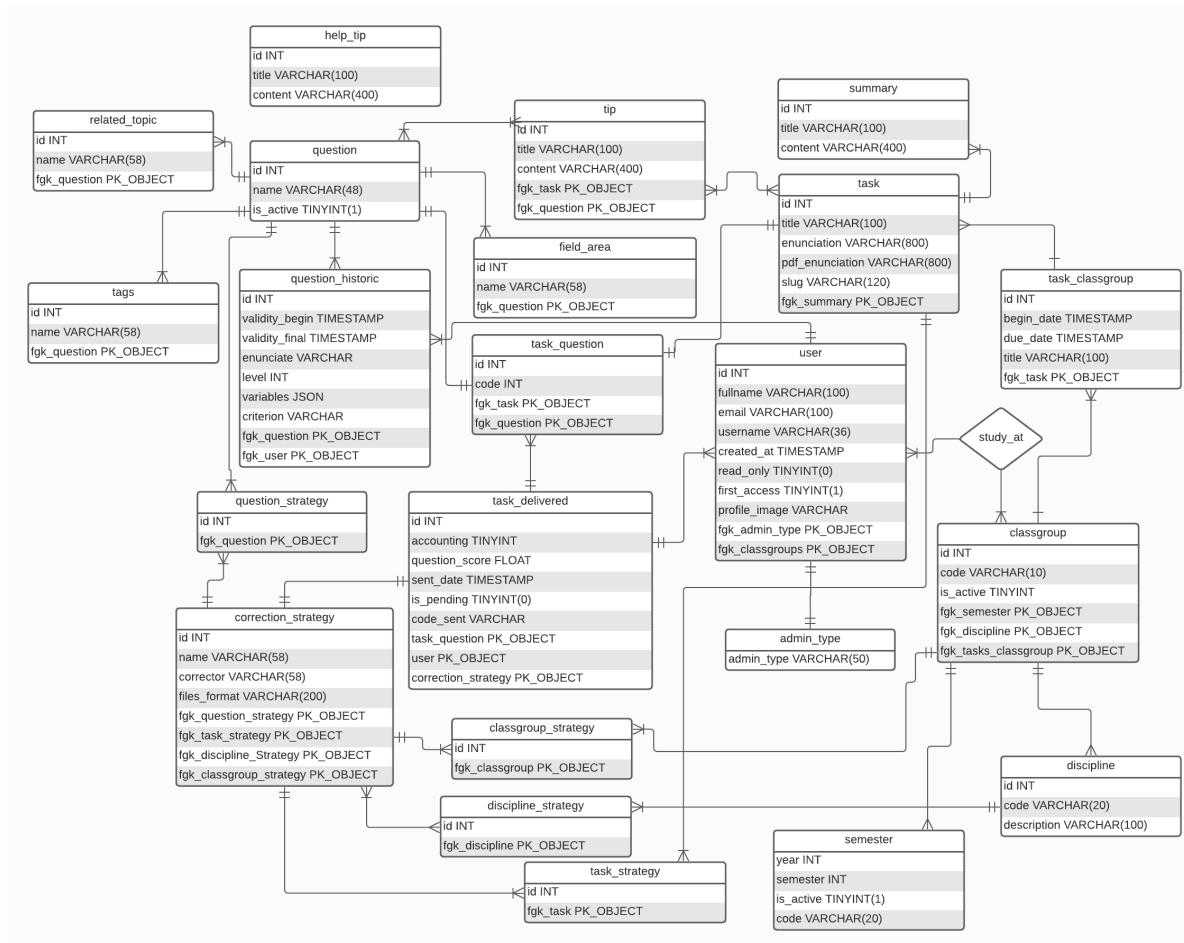 help_tip
id INT
title VARCHAR(100)
content VARCHAR(400)
related_topic
id INT
name VARCHAR(58)
fgk_question PK_OBJECT
question
id INT
name VARCHAR(48)
is_active TINYINT(1)
tip
id INT
title VARCHAR(100)
content VARCHAR(400)
fgk_task PK_OBJECT
fgk_question PK_OBJECT
summary
id INT
title VARCHAR(100)
content VARCHAR(400)
task
id INT
title VARCHAR(100)
enunciation VARCHAR(800)
pdf_enunciation VARCHAR(800)
slug VARCHAR(120)
fgk_summary PK_OBJECT
field_area
id INT
name VARCHAR(58)
fgk_question PK_OBJECT
tags
id INT
name VARCHAR(58)
fgk_question PK_OBJECT
question_historic
id INT
validity_begin TIMESTAMP
validity_final TIMESTAMP
enunciate VARCHAR
level INT
variables JSON
criterion VARCHAR
fgk_question PK_OBJECT
fgk_user PK_OBJECT
task_question
id INT
code INT
fgk_task PK_OBJECT
fgk_question PK_OBJECT
user
id INT
fullname VARCHAR(100)
email VARCHAR(100)
username VARCHAR(36)
created_at TIMESTAMP
read_only TINYINT(0)
first_access TINYINT(1)
profile_image VARCHAR
fgk_admin_type PK_OBJECT
fgk_classgroups PK_OBJECT
task_classgroup
id INT
begin_date TIMESTAMP
due_date TIMESTAMP
title VARCHAR(100)
fgk_task PK_OBJECT
study_at
question_strategy
id INT
fgk_question PK_OBJECT
task_delivered
id INT
accounting TINYINT
question_score FLOAT
sent_date TIMESTAMP
is_pending TINYINT(0)
code_sent VARCHAR
task_question PK_OBJECT
user PK_OBJECT
correction_strategy PK_OBJECT
classgroup
id INT
code VARCHAR(10)
is_active TINYINT
fgk_semester PK_OBJECT
fgk_discipline PK_OBJECT
fgk_tasks_classgroup PK_OBJECT
correction_strategy
id INT
name VARCHAR(58)
corrector VARCHAR(58)
files_format VARCHAR(200)
fgk_question_strategy PK_OBJECT
fgk_task_strategy PK_OBJECT
fgk_discipline_Strategy PK_OBJECT
fgk_classgroup_strategy PK_OBJECT
admin_type
admin_type VARCHAR(50)
classgroup_strategy
id INT
fgk_classgroup PK_OBJECT
discipline
id INT
code VARCHAR(20)
description VARCHAR(100)
discipline_strategy
id INT
fgk_discipline PK_OBJECT
semester
year INT
semester INT
is_active TINYINT(1)
code VARCHAR(20)
task_strategy
id INT
fgk_task PK_OBJECT